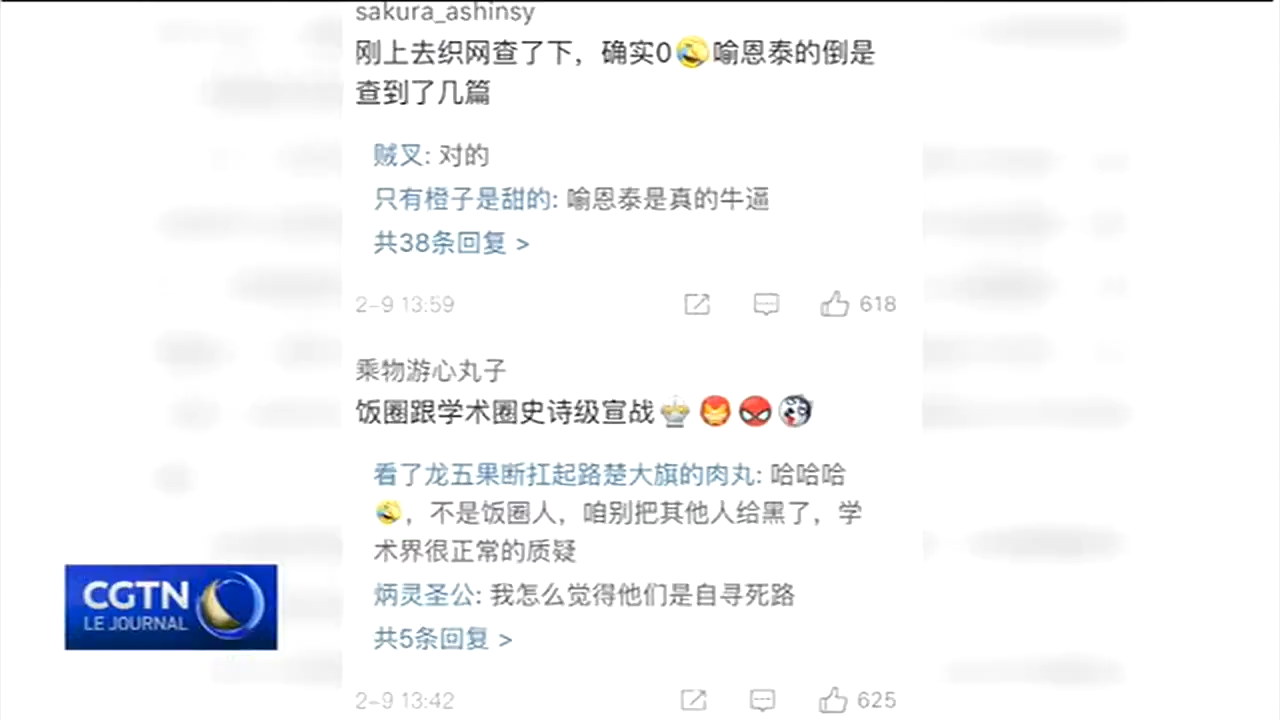 sakura_ashinsy
刚上去织网查了下，确实0🤣喻恩泰的倒是
查到了几篇
贼叉: 对的
只有橙子是甜的: 喻恩泰是真的牛逼
共38条回复 >
2-9 13:59
618
乘物游心丸子
饭圈跟学术圈史诗级宣战
看了龙五果断扛起路楚大旗的肉丸: 哈哈哈
🤣，不是饭圈人，咱别把其他人给黑了，学
术界很正常的质疑
炳灵圣公: 我怎么觉得他们是自寻死路
共5条回复 >
2-9 13:42
625
CGTN
LE JOURNAL